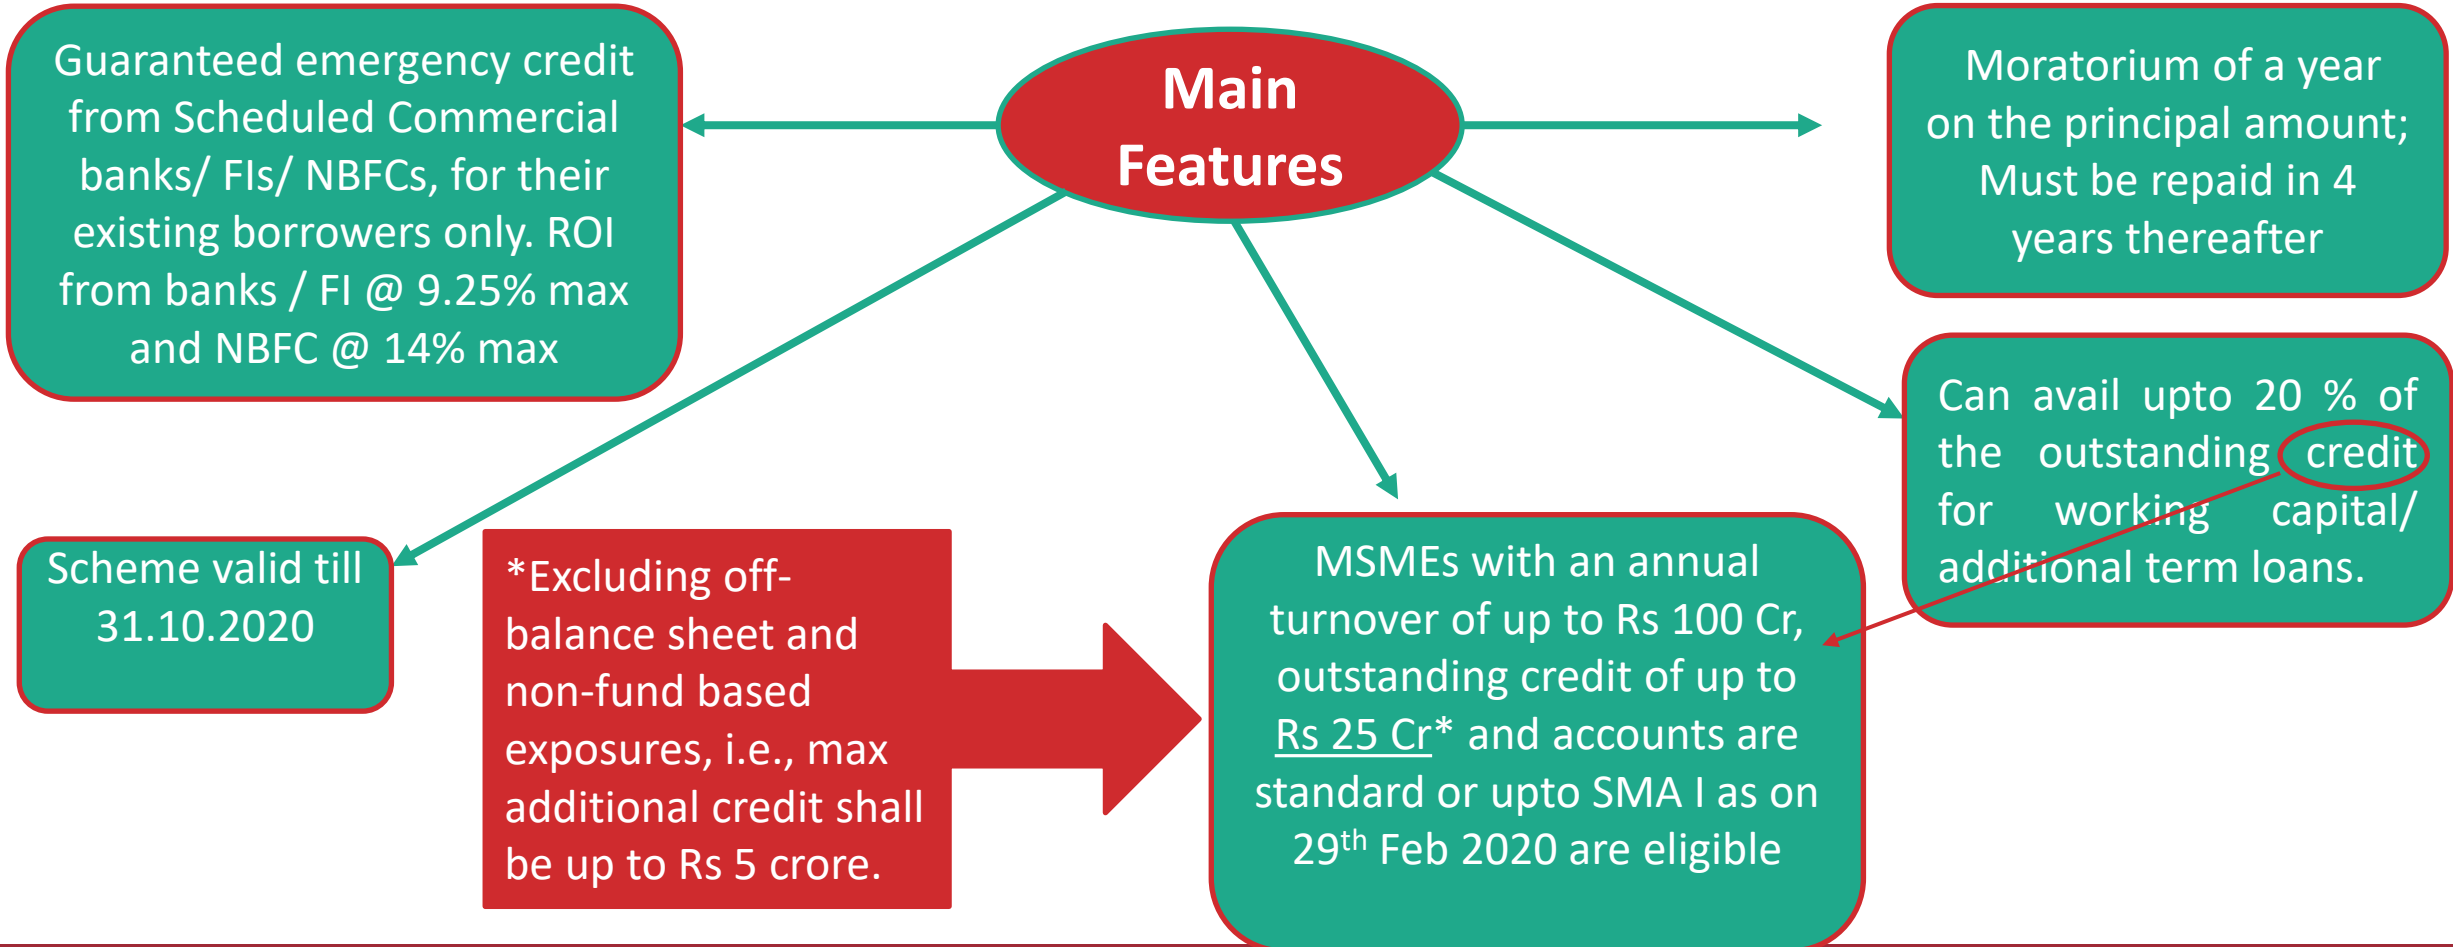 Guaranteed emergency credit
from Scheduled Commercial
banks/ FIs/ NBFCs, for their
existing borrowers only. ROI
from banks / FI @ 9.25% max
and NBFC @ 14% max
Main
Features
Moratorium of a year
on the principal amount;
Must be repaid in 4
years thereafter
Can avail upto 20 % of
the outstanding credit
for working capital/
additional term loans.
Scheme valid till
31.10.2020
*Excluding off-
balance sheet and
non-fund based
exposures, i.e., max
additional credit shall
be up to Rs 5 crore.
MSMEs with an annual
turnover of up to Rs 100 Cr,
outstanding credit of up to
Rs 25 Cr* and accounts are
standard or upto SMA I as on
29th Feb 2020 are eligible